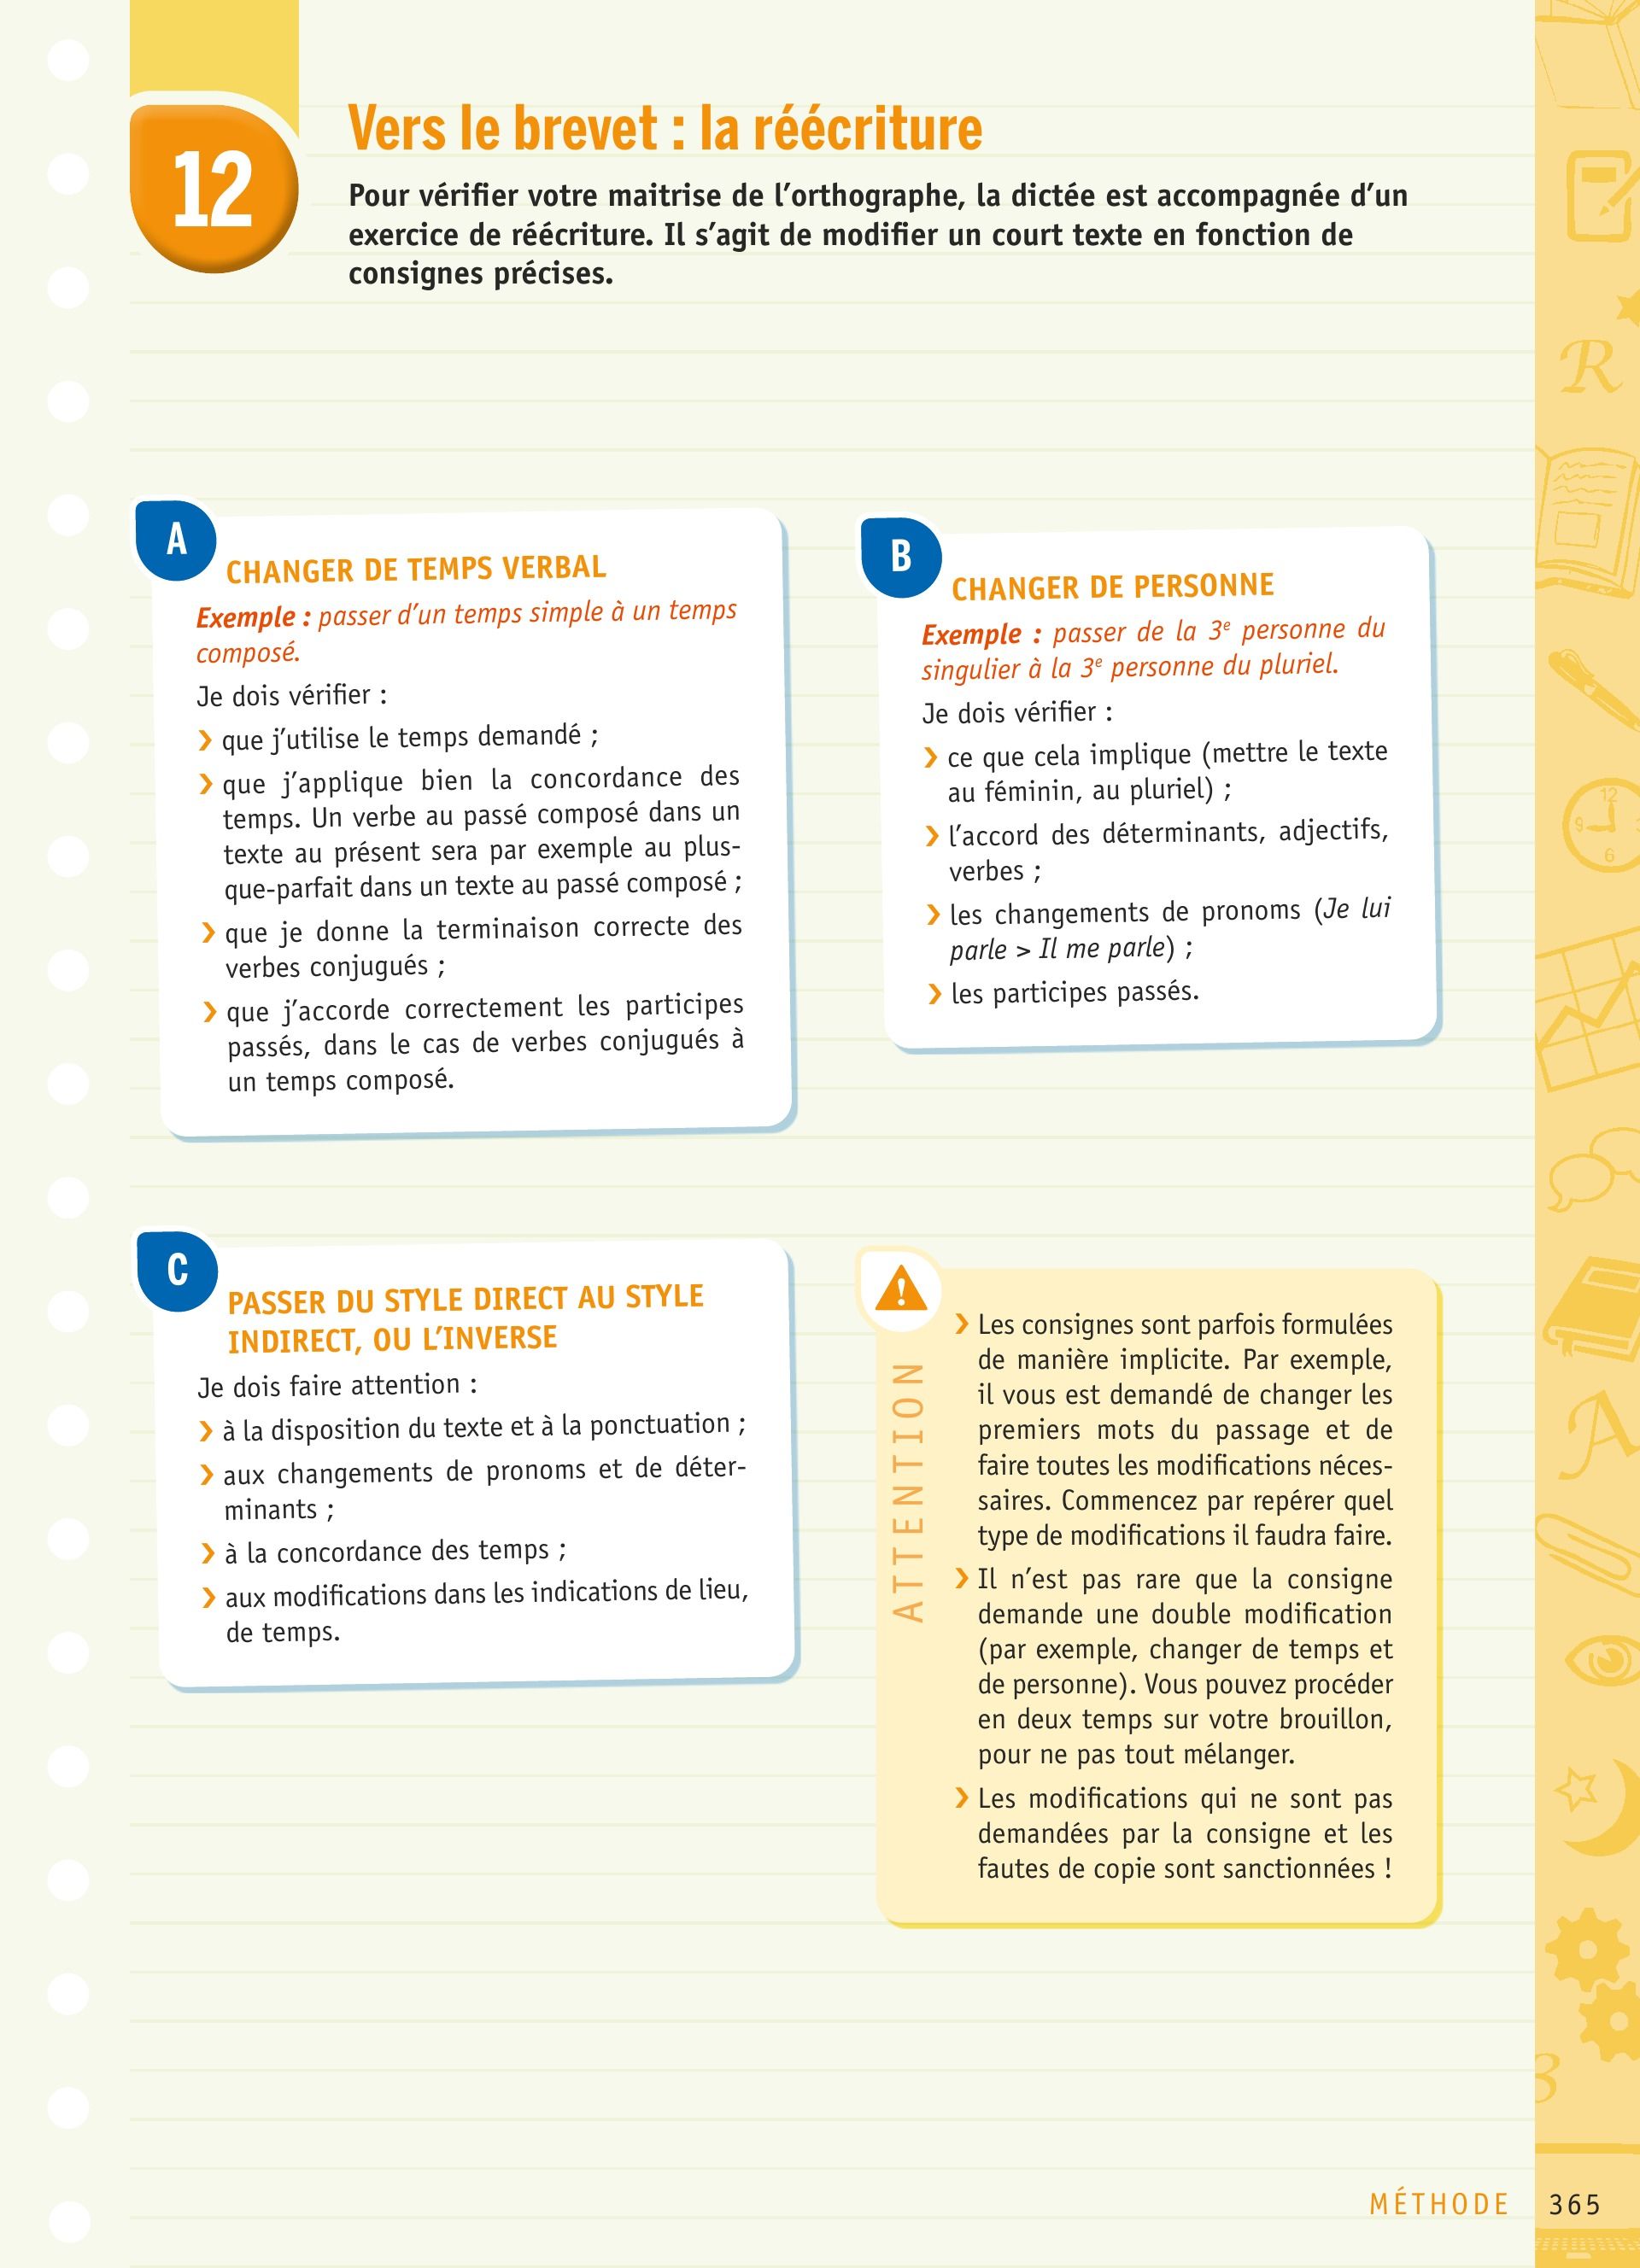 12
Vers le brevet : la réécriture
Pour vérifier votre maitrise de l’orthographe, la dictée est accompagnée d’un
exercice de réécriture. Il s’agit de modifier un court texte en fonction de
consignes précises.
A
CHANGER DE TEMPS VERBAL
Exemple : passer d’un temps simple à un temps
composé.
Je dois vérifier :
❯ que j’utilise le temps demandé ;
❯ que j’applique bien la concordance des
temps. Un verbe au passé composé dans un
texte au présent sera par exemple au plus-
que-parfait dans un texte au passé composé ;
❯ que je donne la terminaison correcte des
verbes conjugués ;
❯ que j’accorde correctement les participes
passés, dans le cas de verbes conjugués à
un temps composé.
B
CHANGER DE PERSONNE
Exemple : passer de la 3e personne du
singulier à la 3e personne du pluriel.
Je dois vérifier :
❯ ce que cela implique (mettre le texte
au féminin, au pluriel) ;
❯ l’accord des déterminants, adjectifs,
verbes ;
❯ les changements de pronoms (Je lui
parle > Il me parle) ;
❯ les participes passés.
C
PASSER DU STYLE DIRECT AU STYLE
INDIRECT, OU L’INVERSE
Je dois faire attention :
❯ à la disposition du texte et à la ponctuation ;
❯ aux changements de pronoms et de déter-
minants ;
❯ à la concordance des temps ;
❯ aux modifications dans les indications de lieu,
de temps.
!
ATTENTION
❯ Les consignes sont parfois formulées
de manière implicite. Par exemple,
il vous est demandé de changer les
premiers mots du passage et de
faire toutes les modifications néces-
saires. Commencez par repérer quel
type de modifications il faudra faire.
❯ Il n’est pas rare que la consigne
demande une double modification
(par exemple, changer de temps et
de personne). Vous pouvez procéder
en deux temps sur votre brouillon,
pour ne pas tout mélanger.
❯ Les modifications qui ne sont pas
demandées par la consigne et les
fautes de copie sont sanctionnées !
R
12
9
6
A
3
MÉTHODE 365